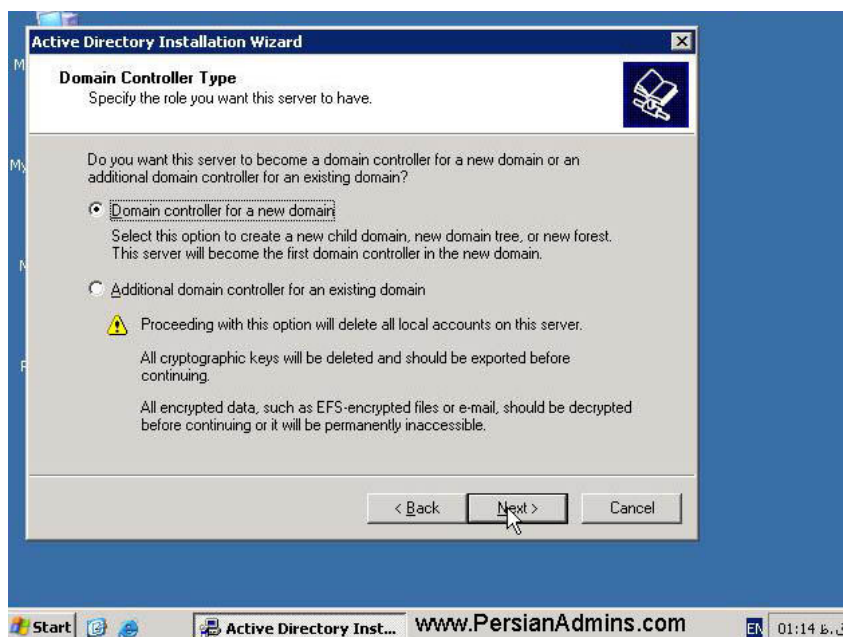 Active Directory Installation Wizard
Domain Controller Type
Specify the role you want this server to have.
Do you want this server to become a domain controller for a new domain or an
additional domain controller for an existing domain?
Domain controller for a new domain
Select this option to create a new child domain, new domain tree, or new forest.
This server will become the first domain controller in the new domain.
Additional domain controller for an existing domain
Proceeding with this option will delete all local accounts on this server.
All cryptographic keys will be deleted and should be exported before
continuing.
All encrypted data, such as EFS-encrypted files or e-mail, should be decrypted
before continuing or it will be permanently inaccessible.
< Back
Next >
Cancel
Start
Active Directory Inst...
www.PersianAdmins.com
EN
01:14